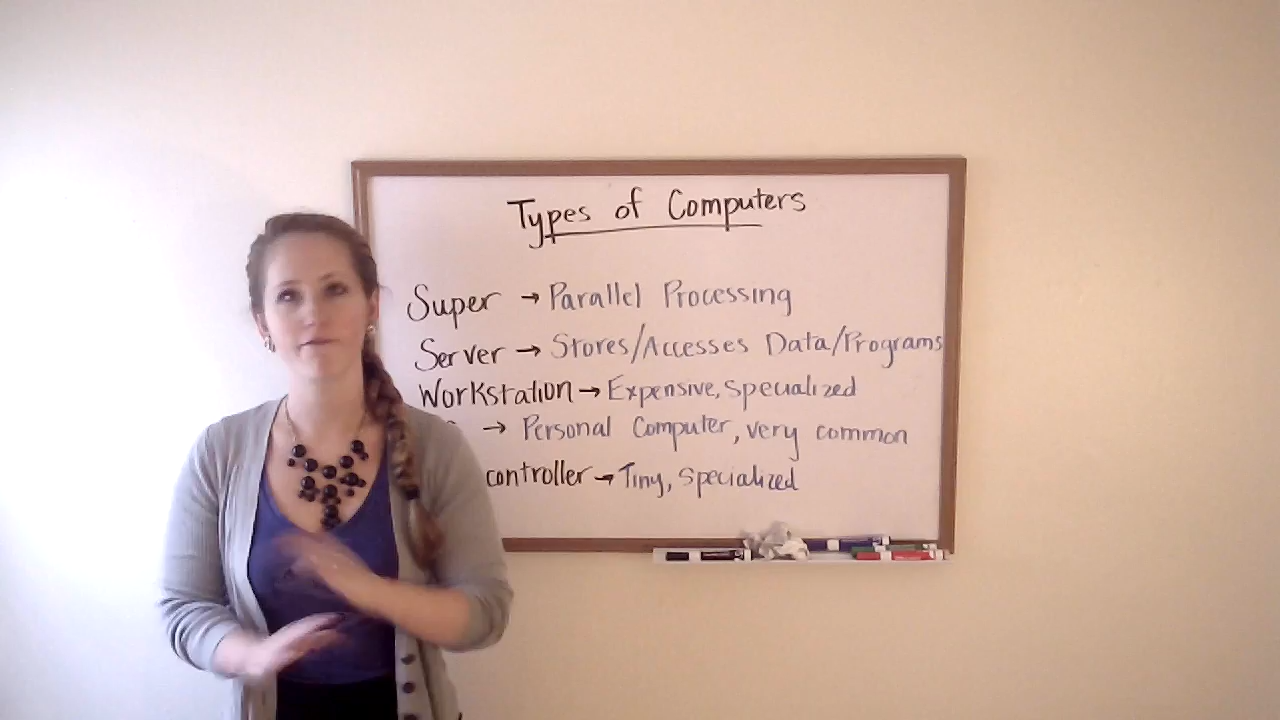 Types of Computers
Super → Parallel Processing
Server → Stores/Accesses Data/Programs
Workstation → Expensive, Specialized
→ Personal Computer, very common
controller → Tiny, Specialized